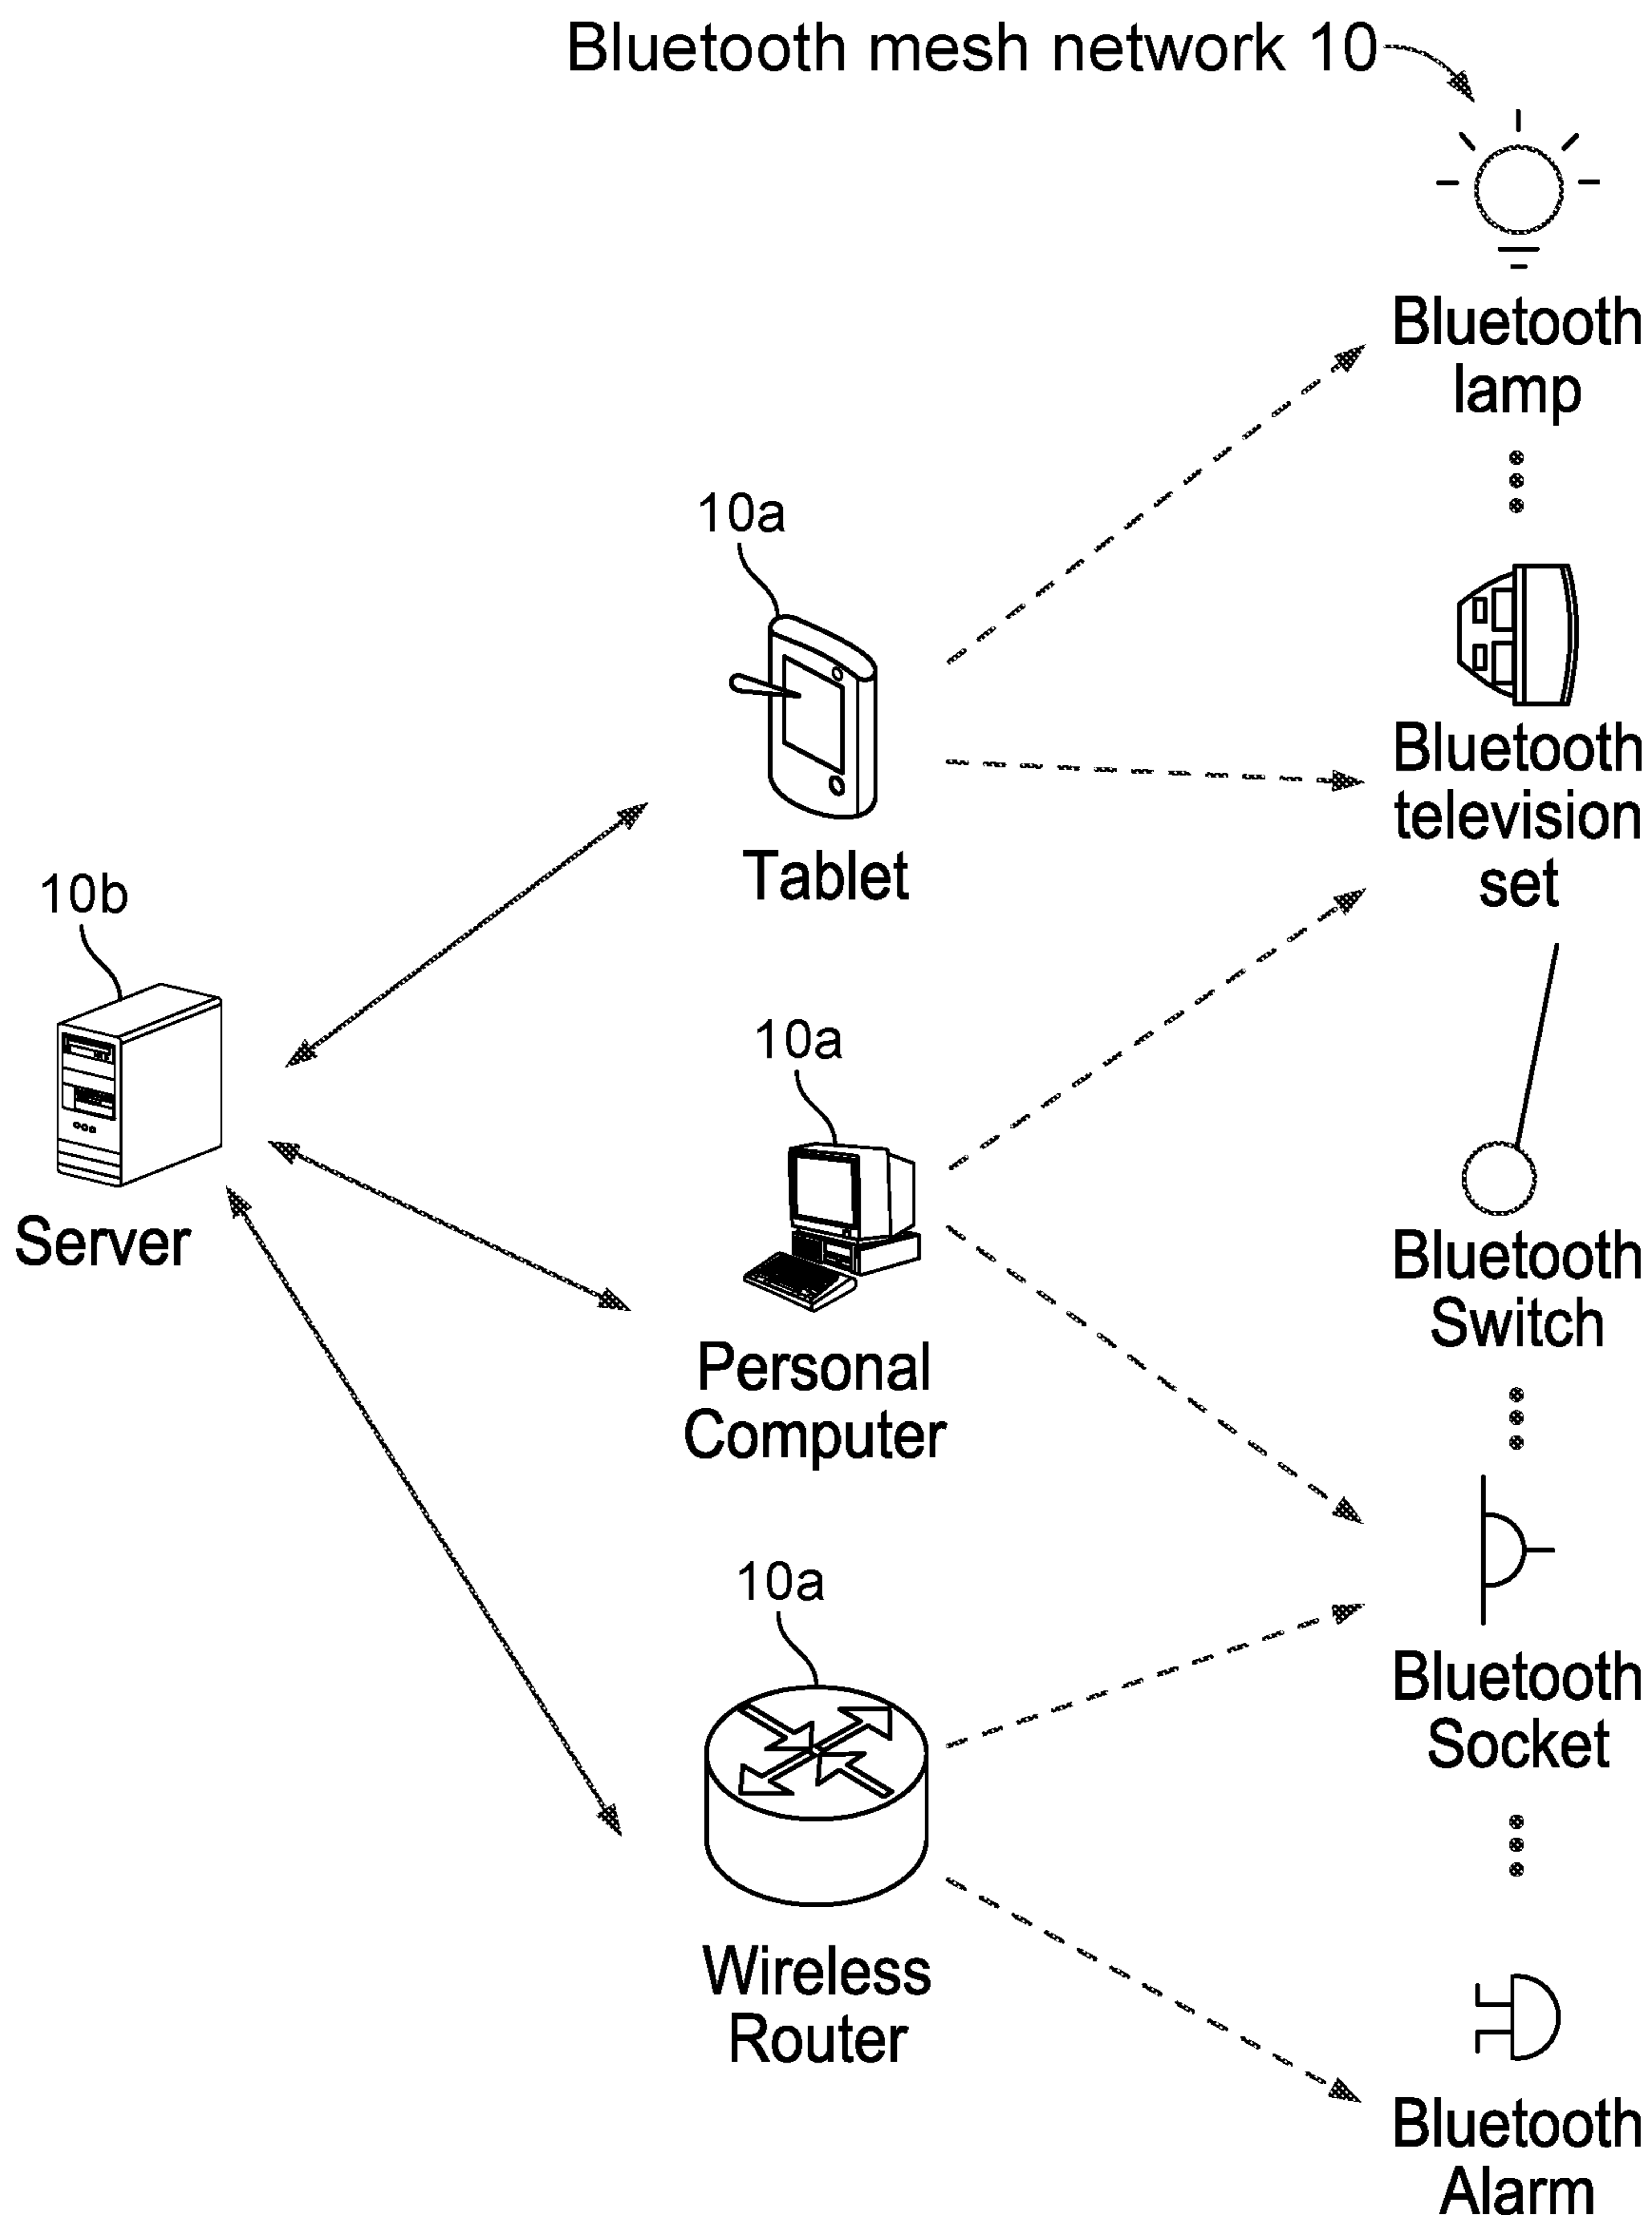 Bluetooth mesh network 10
Bluetooth
lamp
10a
Tablet
Bluetooth
television
set
10b
Server
10a
Personal
Computer
Bluetooth
Switch
10a
Wireless
Router
Bluetooth
Socket
Bluetooth
Alarm